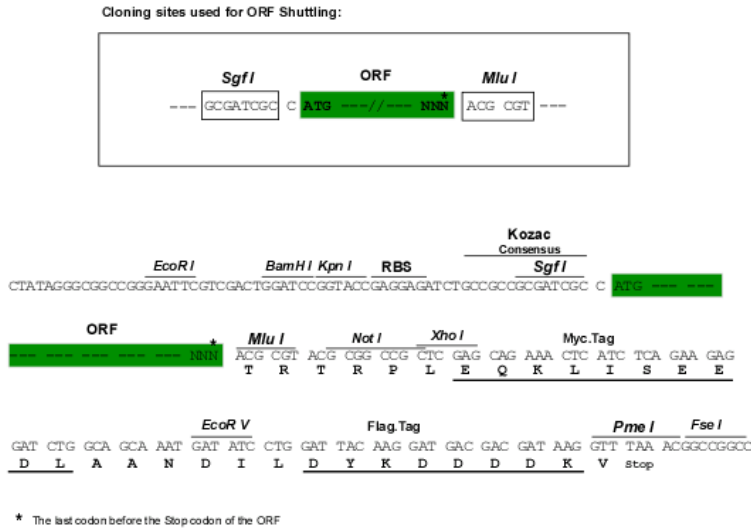 Cloning sites used for ORF Shuttling:
Sgf I ORF Mlu I
*
--- GCGATCGC C ATG ---//--- NNN ACG CGT ---
Kozac
Consensus
EcoR I BamH I Kpn I RBS Sgf I
CTATAGGGCGGCCGGGAATTCGTCGACTGGATCCGGTACCGAGGAGATCTGCCGCCGCGATCGC C ATG --- ---
ORF * Mlu I Not I Xho I Myc.Tag
--- --- --- --- --- NNN ACG CGT ACG CGG CCG CTC GAG CAG AAA CTC ATC TCA GAA GAG
T R T R P L E Q K L I S E E
EcoR V Flag.Tag Pme I Fse I
GAT CTG GCA GCA AAT GAT ATC CTG GAT TAC AAG GAT GAC GAC GAT AAG GTT TAA ACGGCCGGCC
D L A A N D I L D Y K D D D D K V Stop
* The last codon before the Stop codon of the ORF